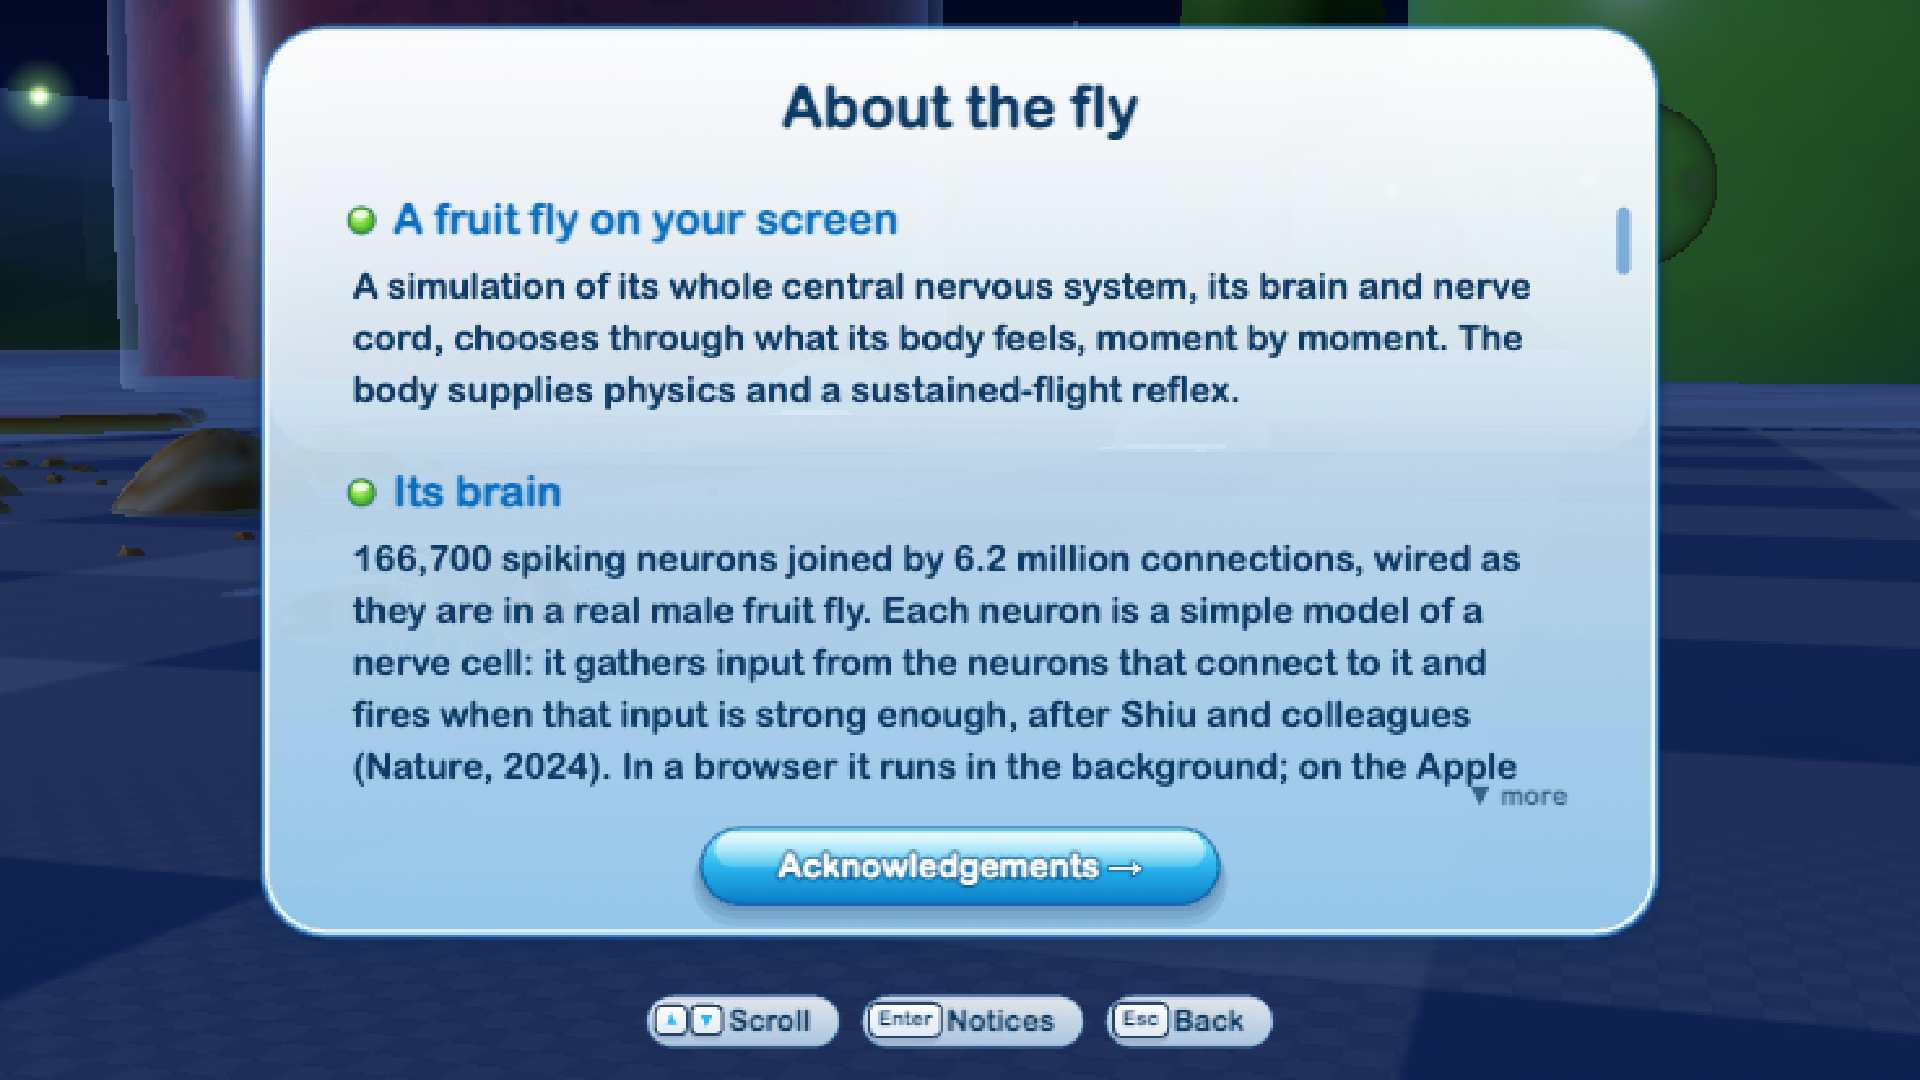 About the fly
A fruit fly on your screen
A simulation of its whole central nervous system, its brain and nerve
cord, chooses through what its body feels, moment by moment. The
body supplies physics and a sustained-flight reflex.
Its brain
166,700 spiking neurons joined by 6.2 million connections, wired as
they are in a real male fruit fly. Each neuron is a simple model of a
nerve cell: it gathers input from the neurons that connect to it and
fires when that input is strong enough, after Shiu and colleagues
(Nature, 2024). In a browser it runs in the background; on the Apple
▼ more
Acknowledgements →
▲ ▼ Scroll
Enter Notices
Esc Back